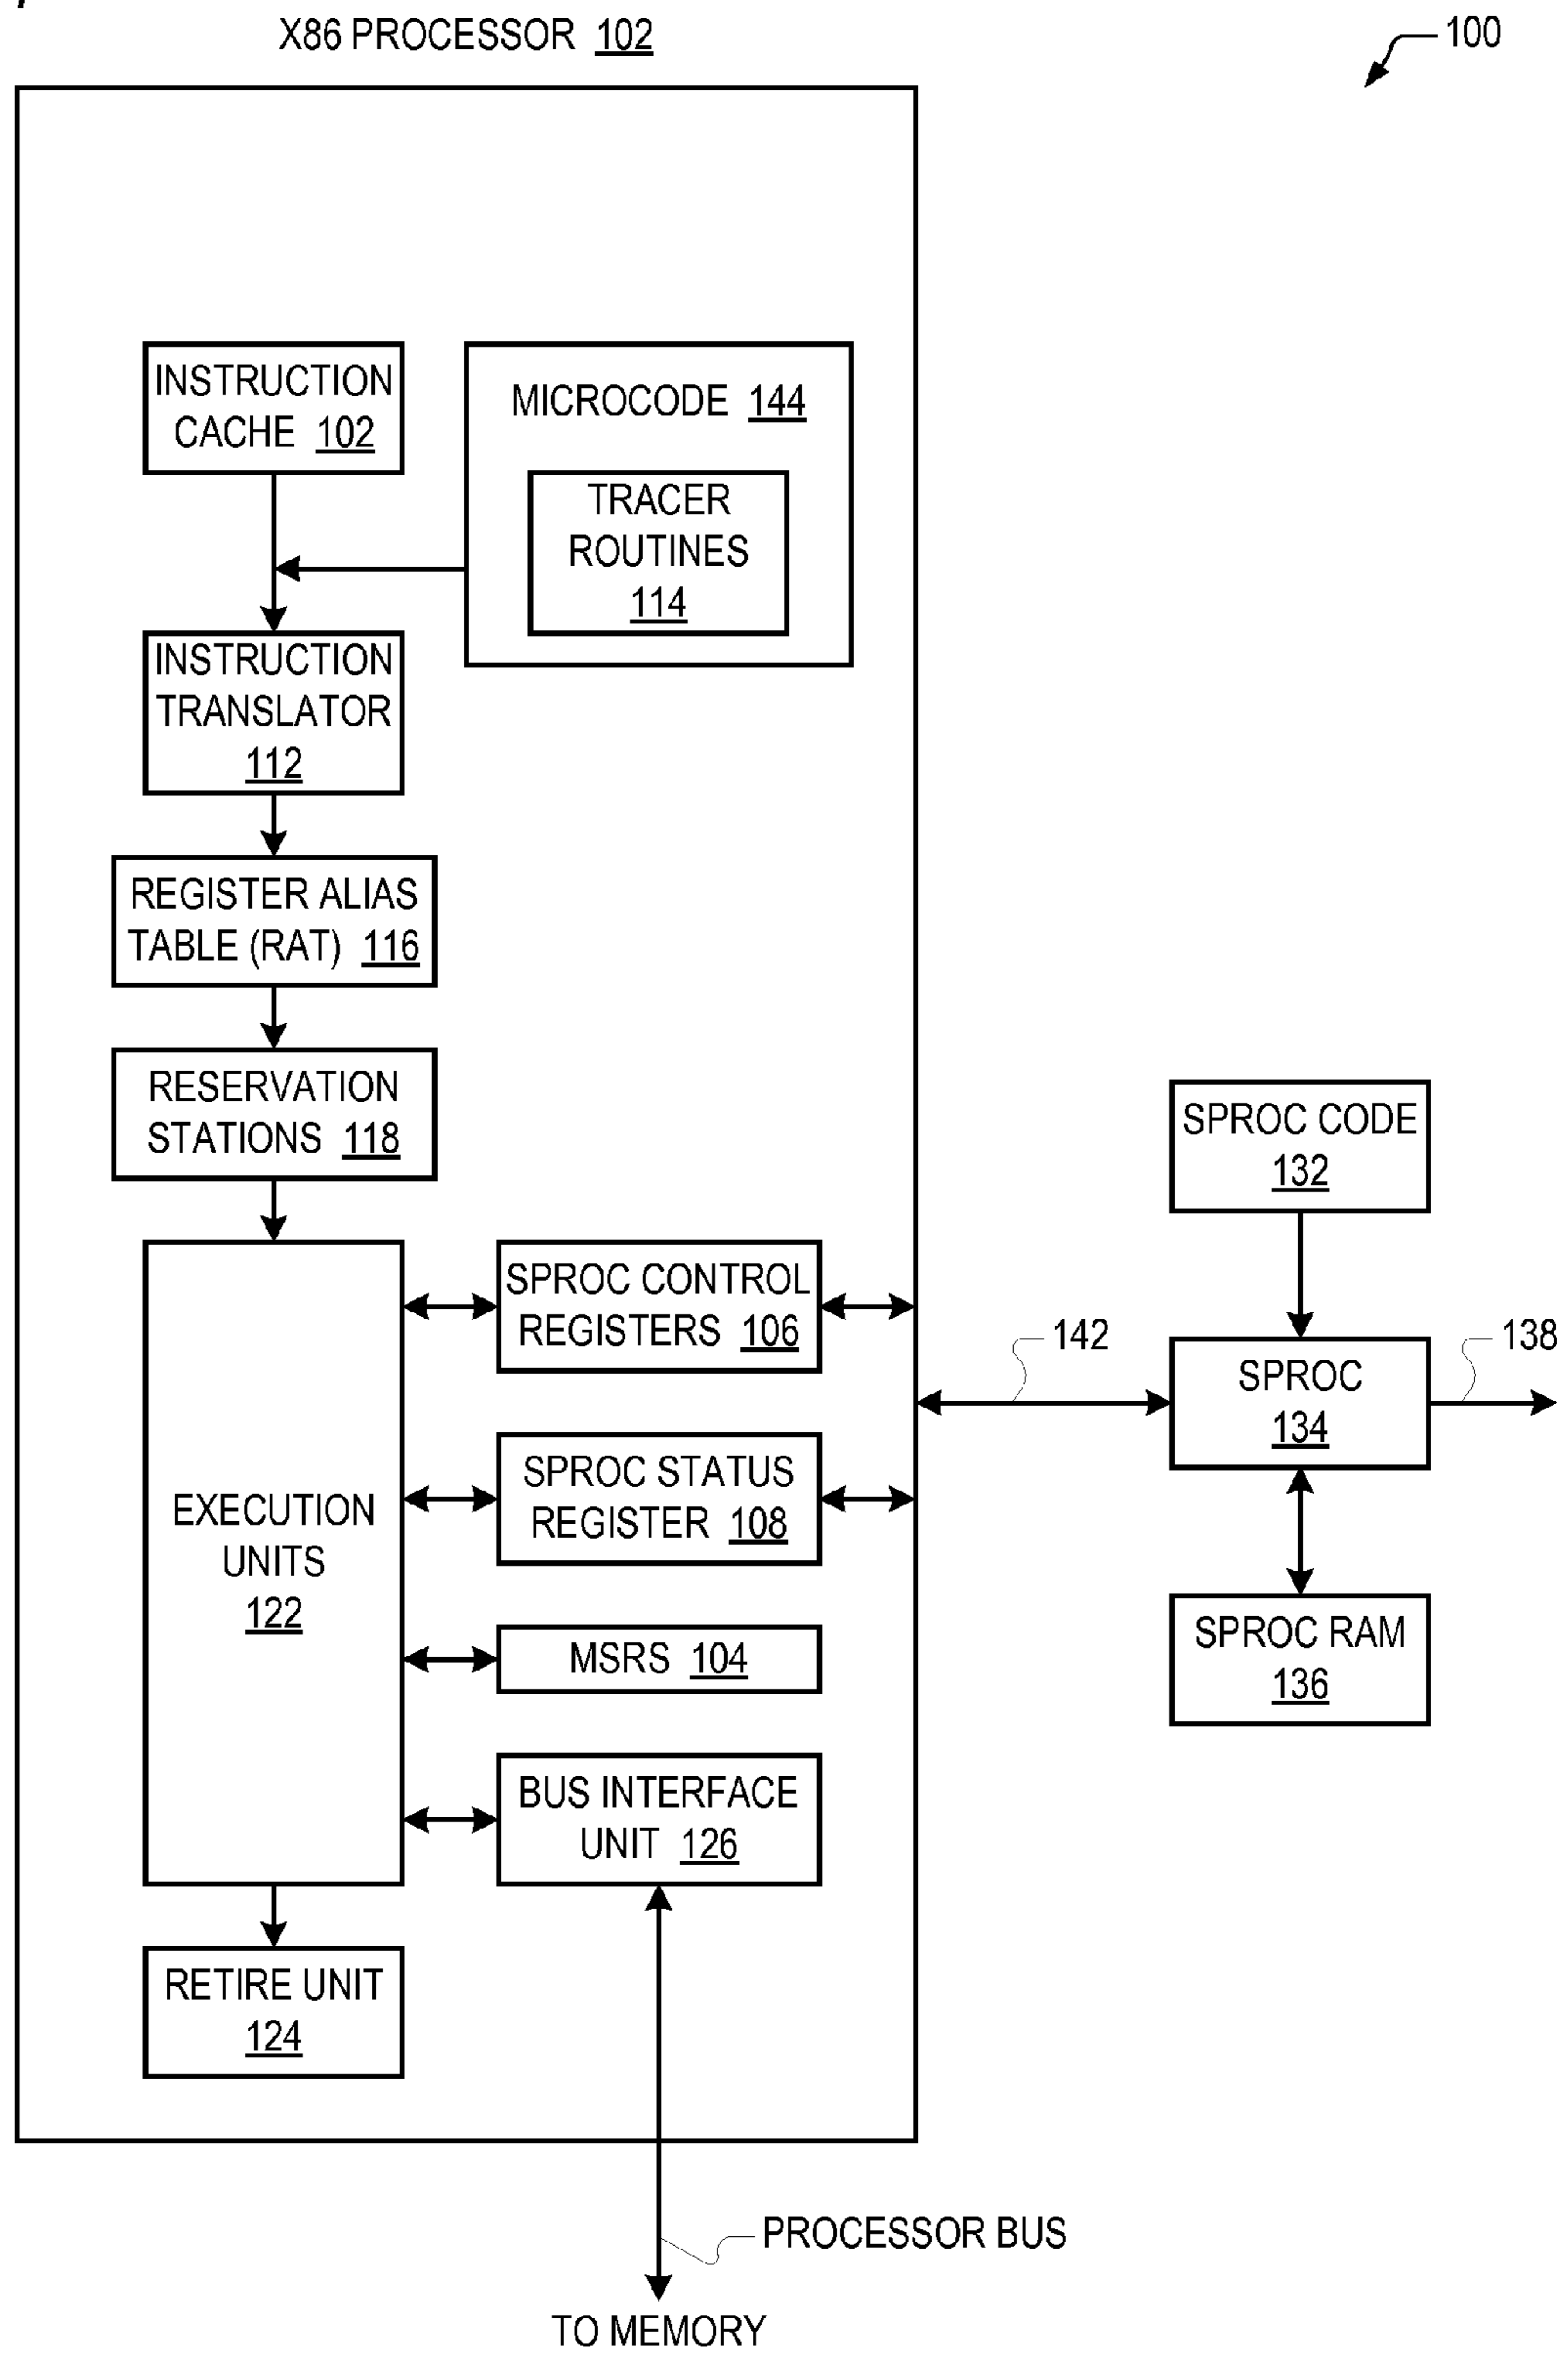 X86 PROCESSOR 102
100
INSTRUCTION
CACHE 102
MICROCODE 144
TRACER
ROUTINES
114
INSTRUCTION
TRANSLATOR
112
REGISTER ALIAS
TABLE (RAT) 116
RESERVATION
STATIONS 118
EXECUTION
UNITS
122
SPROC CONTROL
REGISTERS 106
SPROC STATUS
REGISTER 108
MSRS 104
BUS INTERFACE
UNIT 126
RETIRE UNIT
124
PROCESSOR BUS
TO MEMORY
142
SPROC CODE
132
SPROC
134
138
SPROC RAM
136